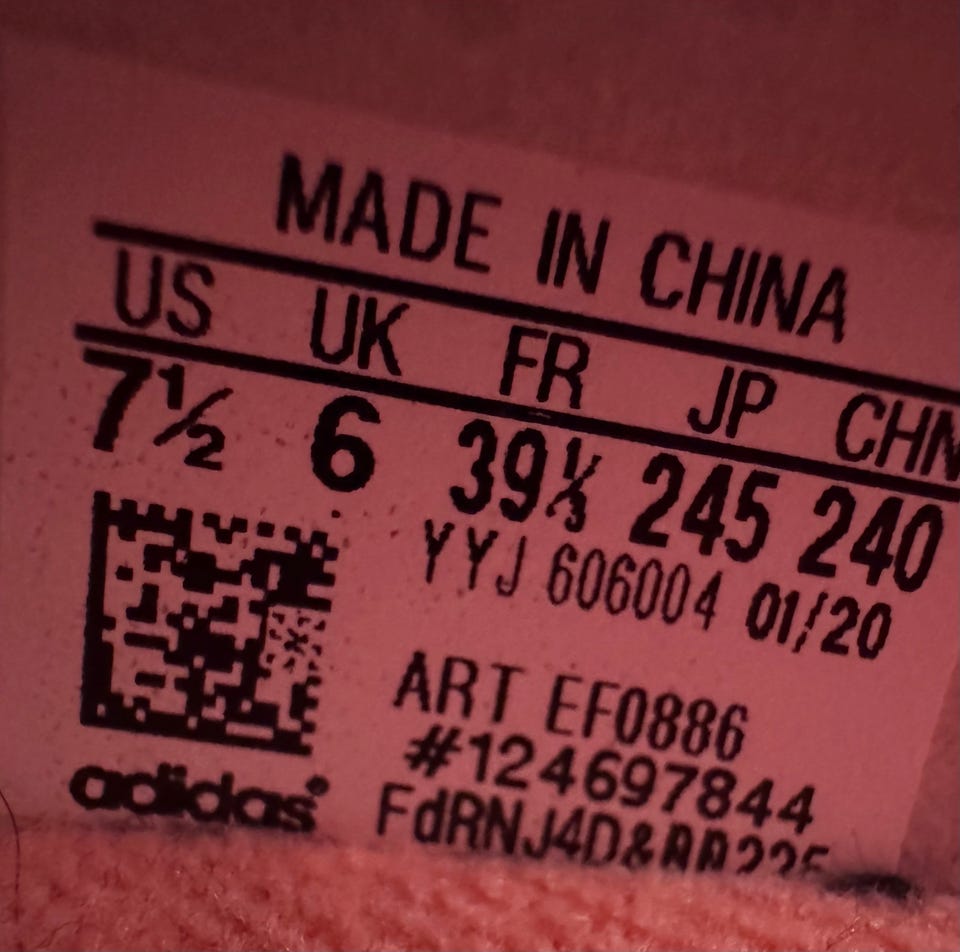 MADE IN CHINA
US UK FR JP CHN
7½ 6 39⅓ 245 240
YYJ 606004 01/20
ART EF0886
#124697844
adidas®